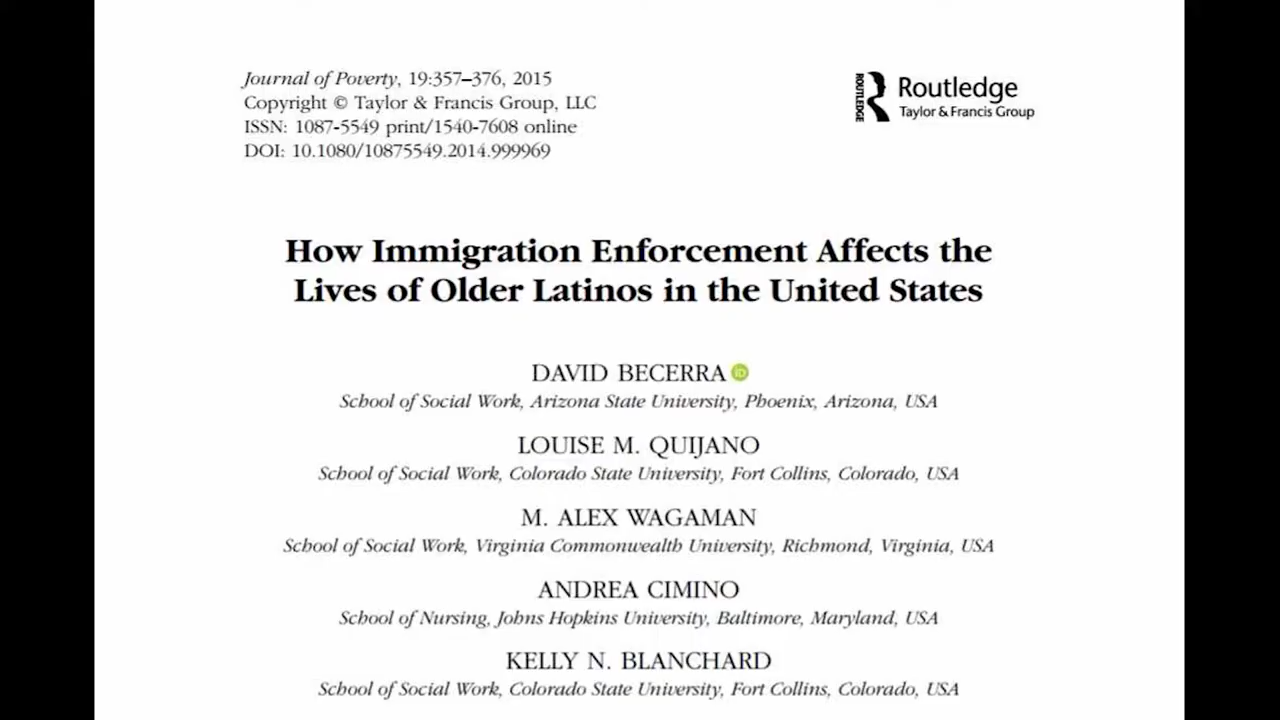 Journal of Poverty, 19:357–376, 2015
Copyright © Taylor & Francis Group, LLC
ISSN: 1087-5549 print/1540-7608 online
DOI: 10.1080/10875549.2014.999969
ROUTLEDGE
Routledge
Taylor & Francis Group
How Immigration Enforcement Affects the
Lives of Older Latinos in the United States
DAVID BECERRA iD
School of Social Work, Arizona State University, Phoenix, Arizona, USA
LOUISE M. QUIJANO
School of Social Work, Colorado State University, Fort Collins, Colorado, USA
M. ALEX WAGAMAN
School of Social Work, Virginia Commonwealth University, Richmond, Virginia, USA
ANDREA CIMINO
School of Nursing, Johns Hopkins University, Baltimore, Maryland, USA
KELLY N. BLANCHARD
School of Social Work, Colorado State University, Fort Collins, Colorado, USA